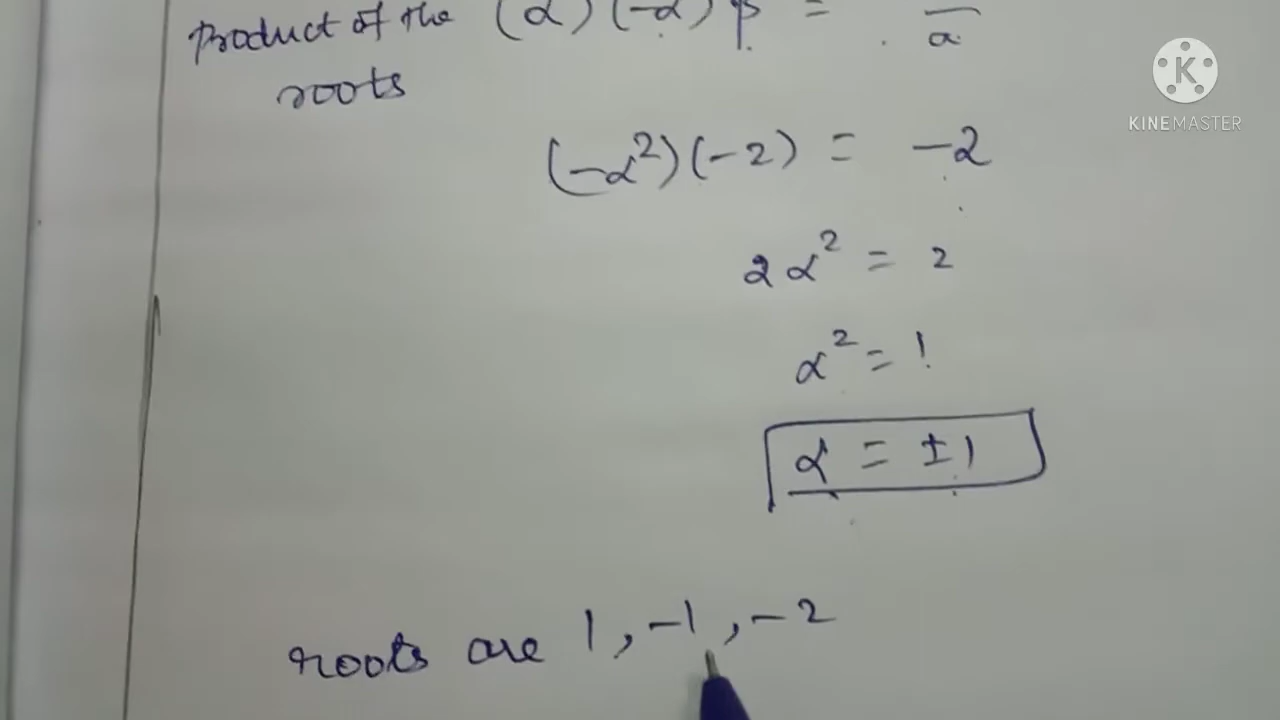 Product of the (α)(-α)β = — a
roots
(-α²)(-2) = -2
2α² = 2
α² = 1
α = ±1
roots are 1, -1, -2
KINEMASTER